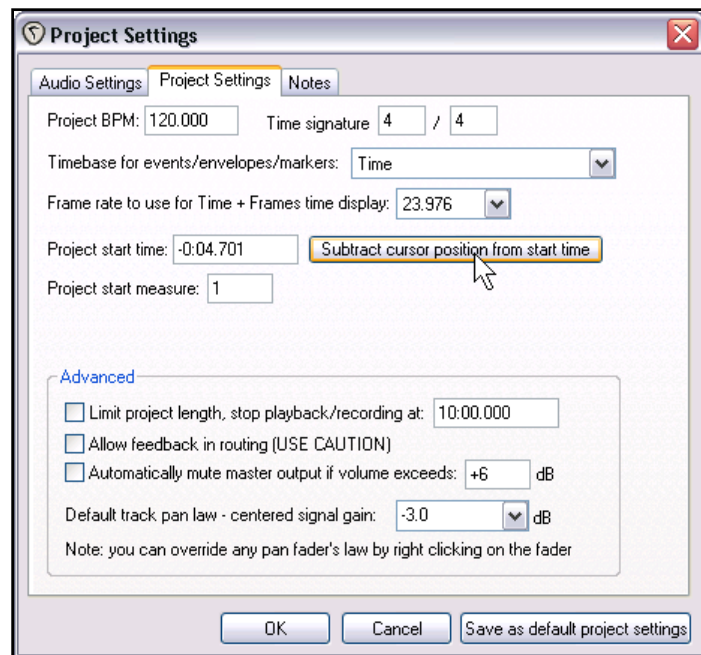 Project Settings
Audio Settings Project Settings Notes
Project BPM: 120.000 Time signature 4 / 4
Timebase for events/envelopes/markers: Time
Frame rate to use for Time + Frames time display: 23.976
Project start time: -0:04.701 Subtract cursor position from start time
Project start measure: 1
Advanced
Limit project length, stop playback/recording at: 10:00.000
Allow feedback in routing (USE CAUTION)
Automatically mute master output if volume exceeds: +6 dB
Default track pan law - centered signal gain: -3.0 dB
Note: you can override any pan fader's law by right clicking on the fader
OK Cancel Save as default project settings